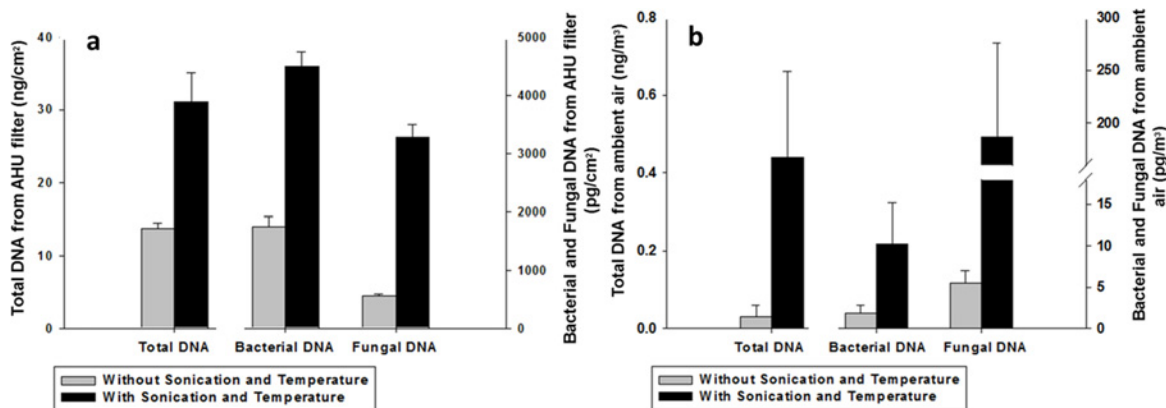 a
Total DNA from AHU filter (ng/cm²)
40
30
20
10
0
5000
4000
3000
2000
1000
0
Bacterial and Fungal DNA from AHU filter
(pg/cm²)
Total DNA
Bacterial DNA
Fungal DNA
Without Sonication and Temperature
With Sonication and Temperature
b
Total DNA from ambient air (ng/m³)
0.8
0.6
0.4
0.2
0.0
300
250
200
15
10
5
0
Bacterial and Fungal DNA from ambient
air (pg/m³)
Total DNA
Bacterial DNA
Fungal DNA
Without Sonication and Temperature
With Sonication and Temperature